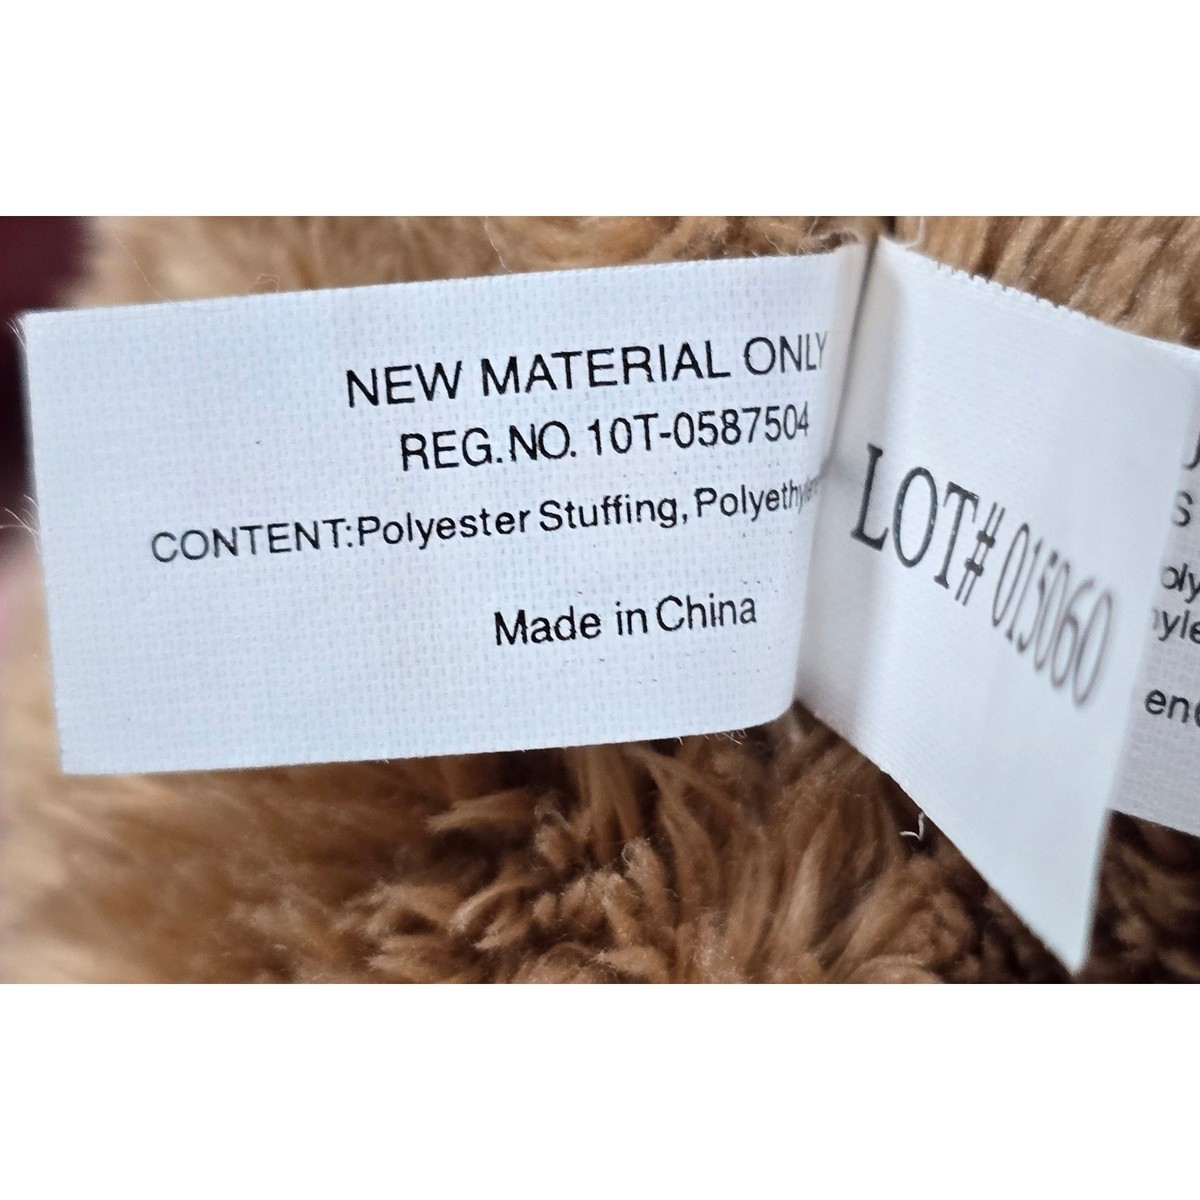 NEW MATERIAL ONLY
REG.NO. 10T-0587504
CONTENT:Polyester Stuffing, Polyethylene
Made in China
LOT# 015060